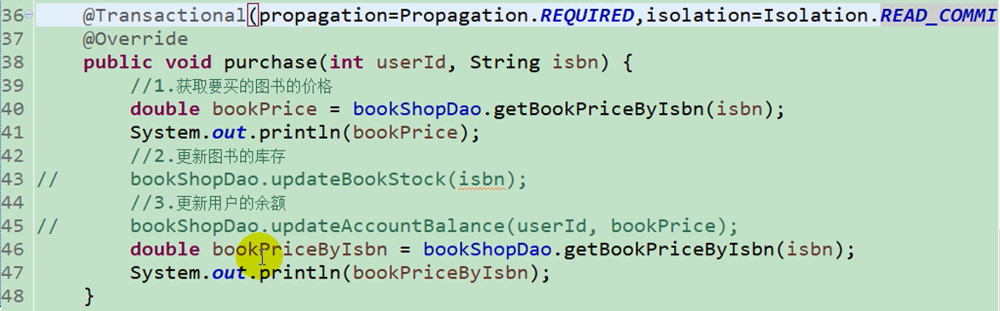 36 @Transactional(propagation=Propagation.REQUIRED,isolation=Isolation.READ_COMMI
37 @Override
38 public void purchase(int userId, String isbn) {
39 //1.获取要买的图书的价格
40 double bookPrice = bookShopDao.getBookPriceByIsbn(isbn);
41 System.out.println(bookPrice);
42 //2.更新图书的库存
43 // bookShopDao.updateBookStock(isbn);
44 //3.更新用户的余额
45 // bookShopDao.updateAccountBalance(userId, bookPrice);
46 double bookPriceByIsbn = bookShopDao.getBookPriceByIsbn(isbn);
47 System.out.println(bookPriceByIsbn);
48 }